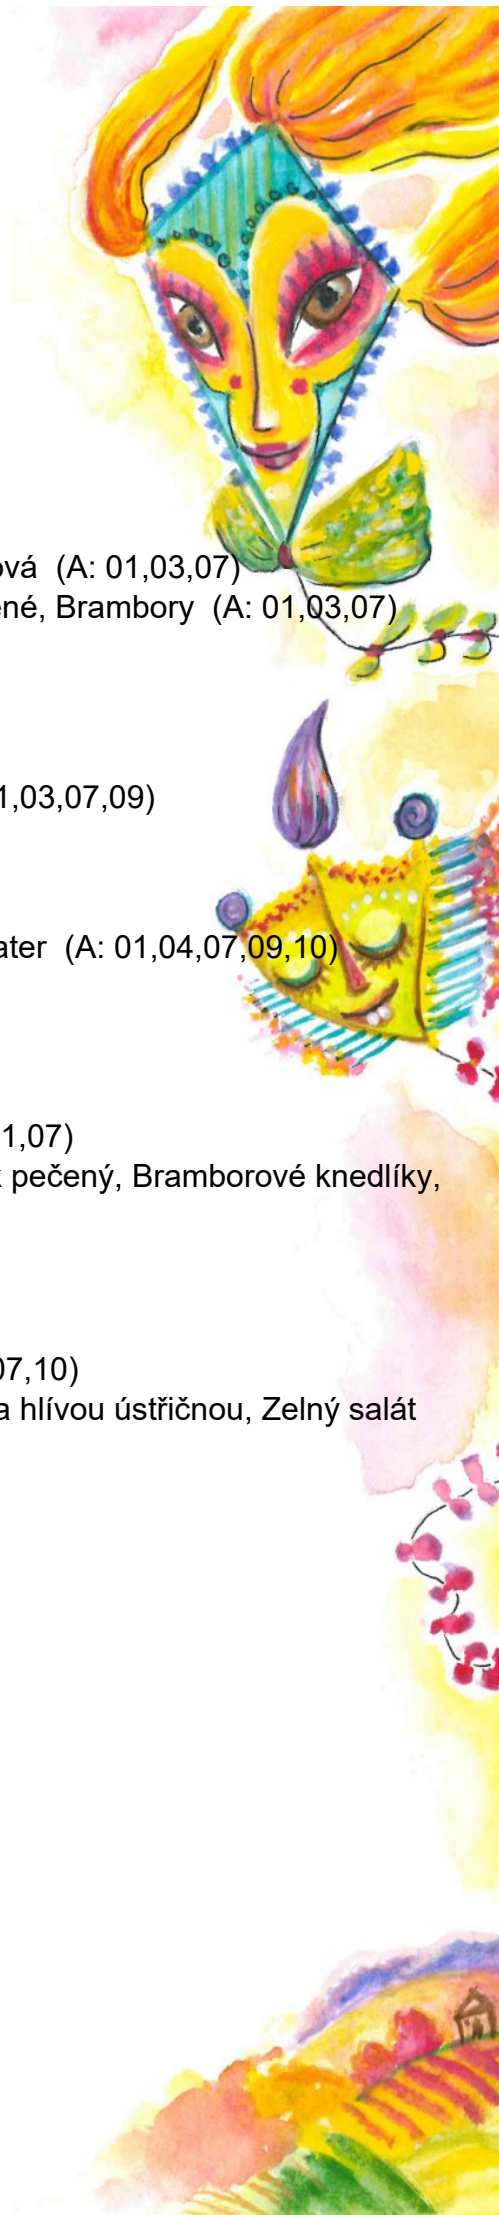 ová (A: 01,03,07)
ené, Brambory (A: 01,03,07)
1,03,07,09)
ater (A: 01,04,07,09,10)
1,07)
k pečený, Bramborové knedlíky,
07,10)
a hlívou ústřičnou, Zelný salát